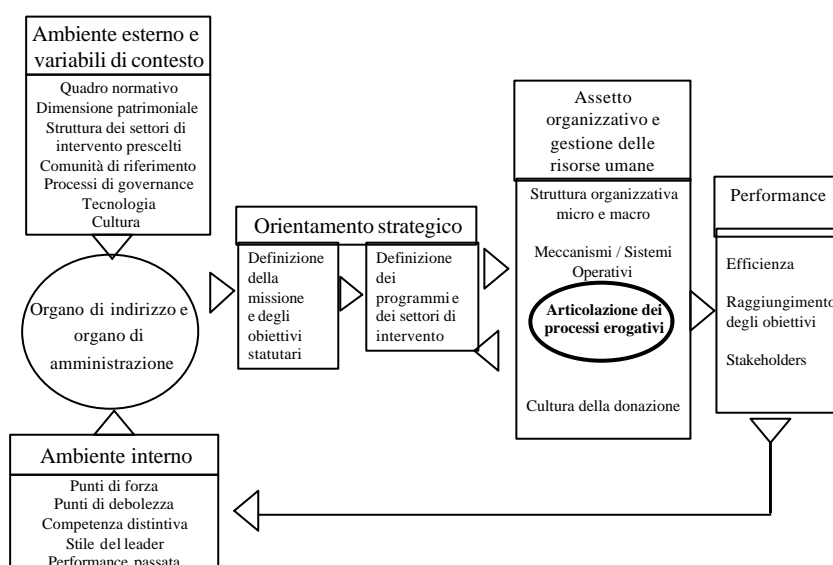 Ambiente esterno e
variabili di contesto
Quadro normativo
Dimensione patrimoniale
Struttura dei settori di
intervento prescelti
Comunità di riferimento
Processi di governance
Tecnologia
Cultura
Organo di indirizzo e
organo di
amministrazione
Ambiente interno
Punti di forza
Punti di debolezza
Competenza distintiva
Stile del leader
Performance passata
Orientamento strategico
Definizione
della
missione
e degli
obiettivi
statutari
Definizione
dei
programmi e
dei settori di
intervento
Assetto
organizzativo e
gestione delle
risorse umane
Struttura organizzativa
micro e macro
Meccanismi / Sistemi
Operativi
Articolazione dei
processi erogativi
Cultura della donazione
Performance
Efficienza
Raggiungimento
degli obiettivi
Stakeholders